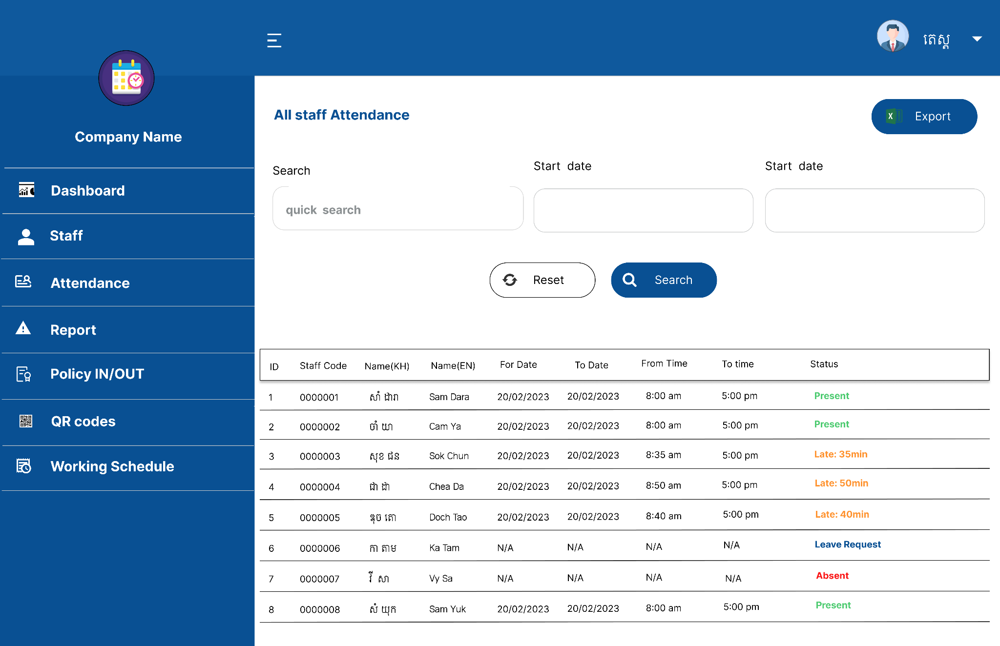 តេស្ត
Company Name
Dashboard
Staff
Attendance
Report
Policy IN/OUT
QR codes
Working Schedule
All staff Attendance
X Export
Search Start date Start date
quick search
Reset Search
ID Staff Code Name(KH) Name(EN) For Date To Date From Time To time Status
1 0000001 សាំ ដារា Sam Dara 20/02/2023 20/02/2023 8:00 am 5:00 pm Present
2 0000002 ចាំ យា Cam Ya 20/02/2023 20/02/2023 8:00 am 5:00 pm Present
3 0000003 សុខ ជន Sok Chun 20/02/2023 20/02/2023 8:35 am 5:00 pm Late: 35min
4 0000004 ជា ដា Chea Da 20/02/2023 20/02/2023 8:50 am 5:00 pm Late: 50min
5 0000005 ឌុច តោ Doch Tao 20/02/2023 20/02/2023 8:40 am 5:00 pm Late: 40min
6 0000006 កា តាម Ka Tam N/A N/A N/A N/A Leave Request
7 0000007 វី សា Vy Sa N/A N/A N/A N/A Absent
8 0000008 សំ យុក Sam Yuk 20/02/2023 20/02/2023 8:00 am 5:00 pm Present